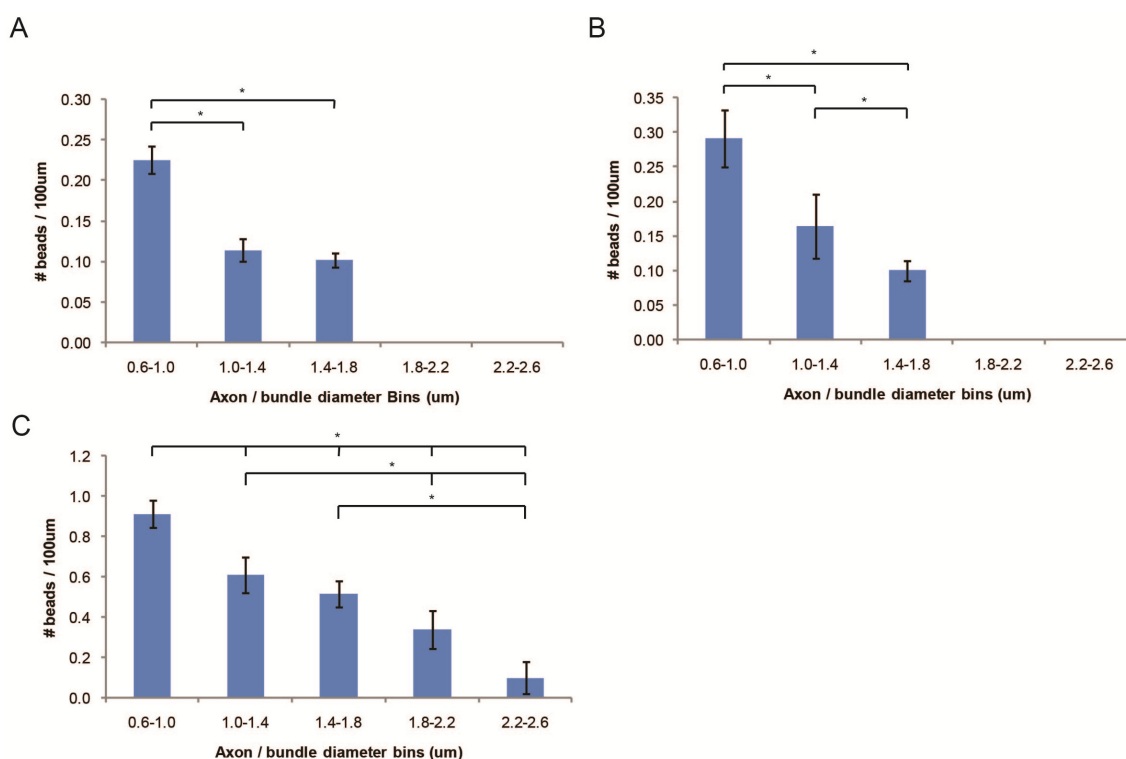 A
*
*
0.30
0.25
0.20
0.15
0.10
0.05
0.00
# beads / 100um
0.6-1.0 1.0-1.4 1.4-1.8 1.8-2.2 2.2-2.6
Axon / bundle diameter Bins (um)
B
*
*
*
0.35
0.30
0.25
0.20
0.15
0.10
0.05
0.00
# beads / 100um
0.6-1.0 1.0-1.4 1.4-1.8 1.8-2.2 2.2-2.6
Axon / bundle diameter bins (um)
C
*
*
*
1.2
1.0
0.8
0.6
0.4
0.2
0.0
# beads / 100um
0.6-1.0 1.0-1.4 1.4-1.8 1.8-2.2 2.2-2.6
Axon / bundle diameter bins (um)